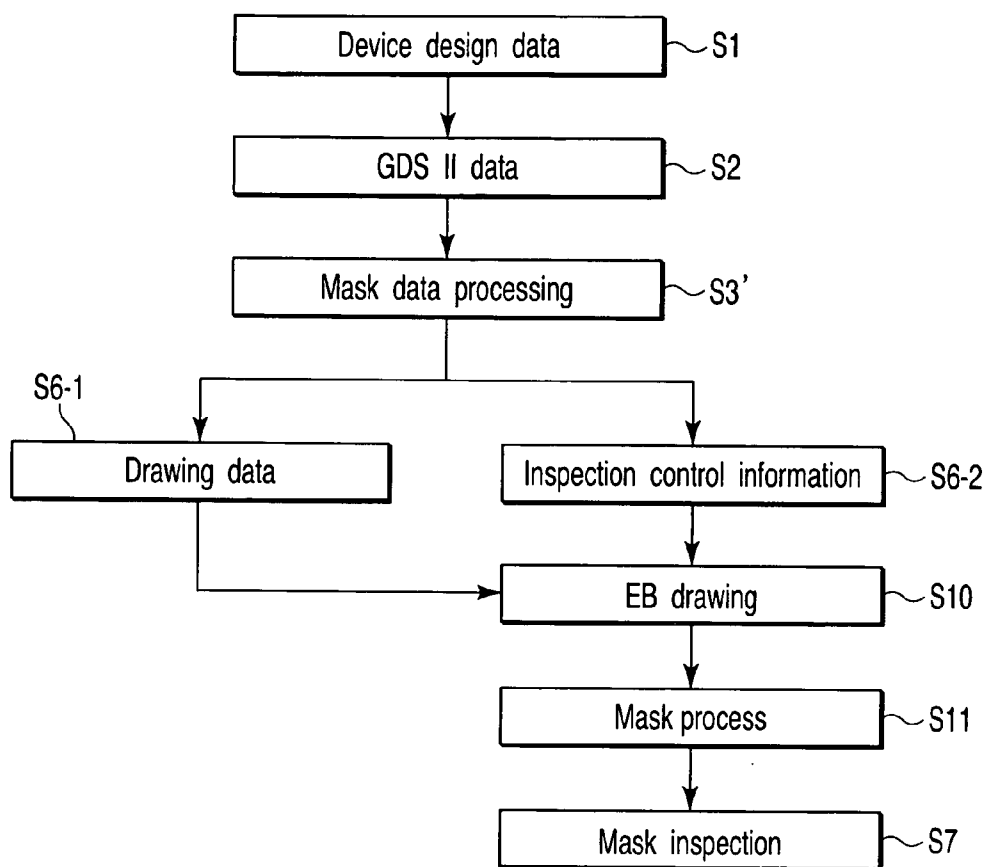 Device design data S1
GDS II data S2
Mask data processing S3'
S6-1
Drawing data
Inspection control information S6-2
EB drawing S10
Mask process S11
Mask inspection S7